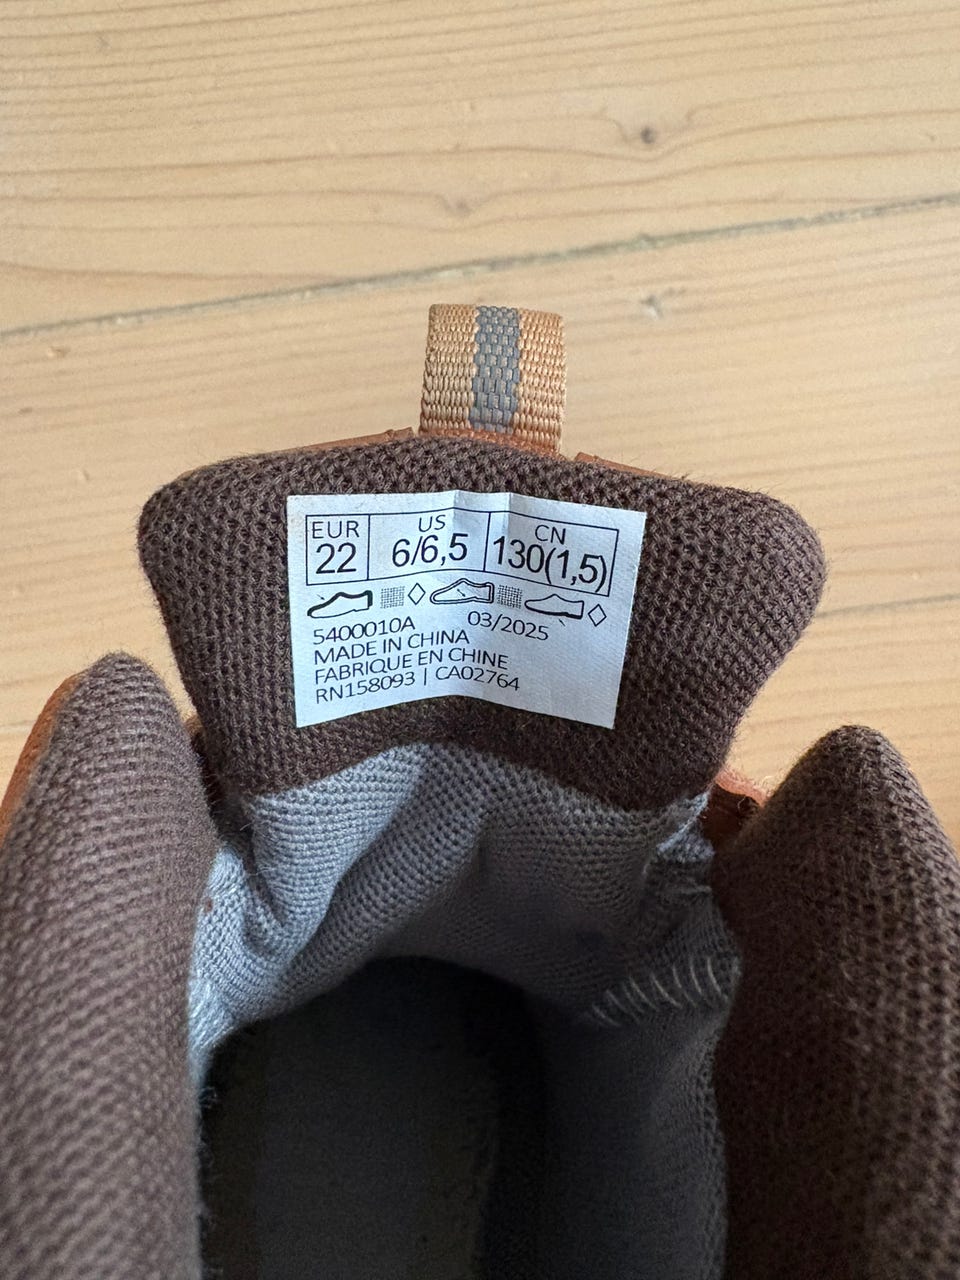 EUR US CN
22 6/6,5 130(1,5)
5400010A 03/2025
MADE IN CHINA
FABRIQUE EN CHINE
RN158093 | CA02764